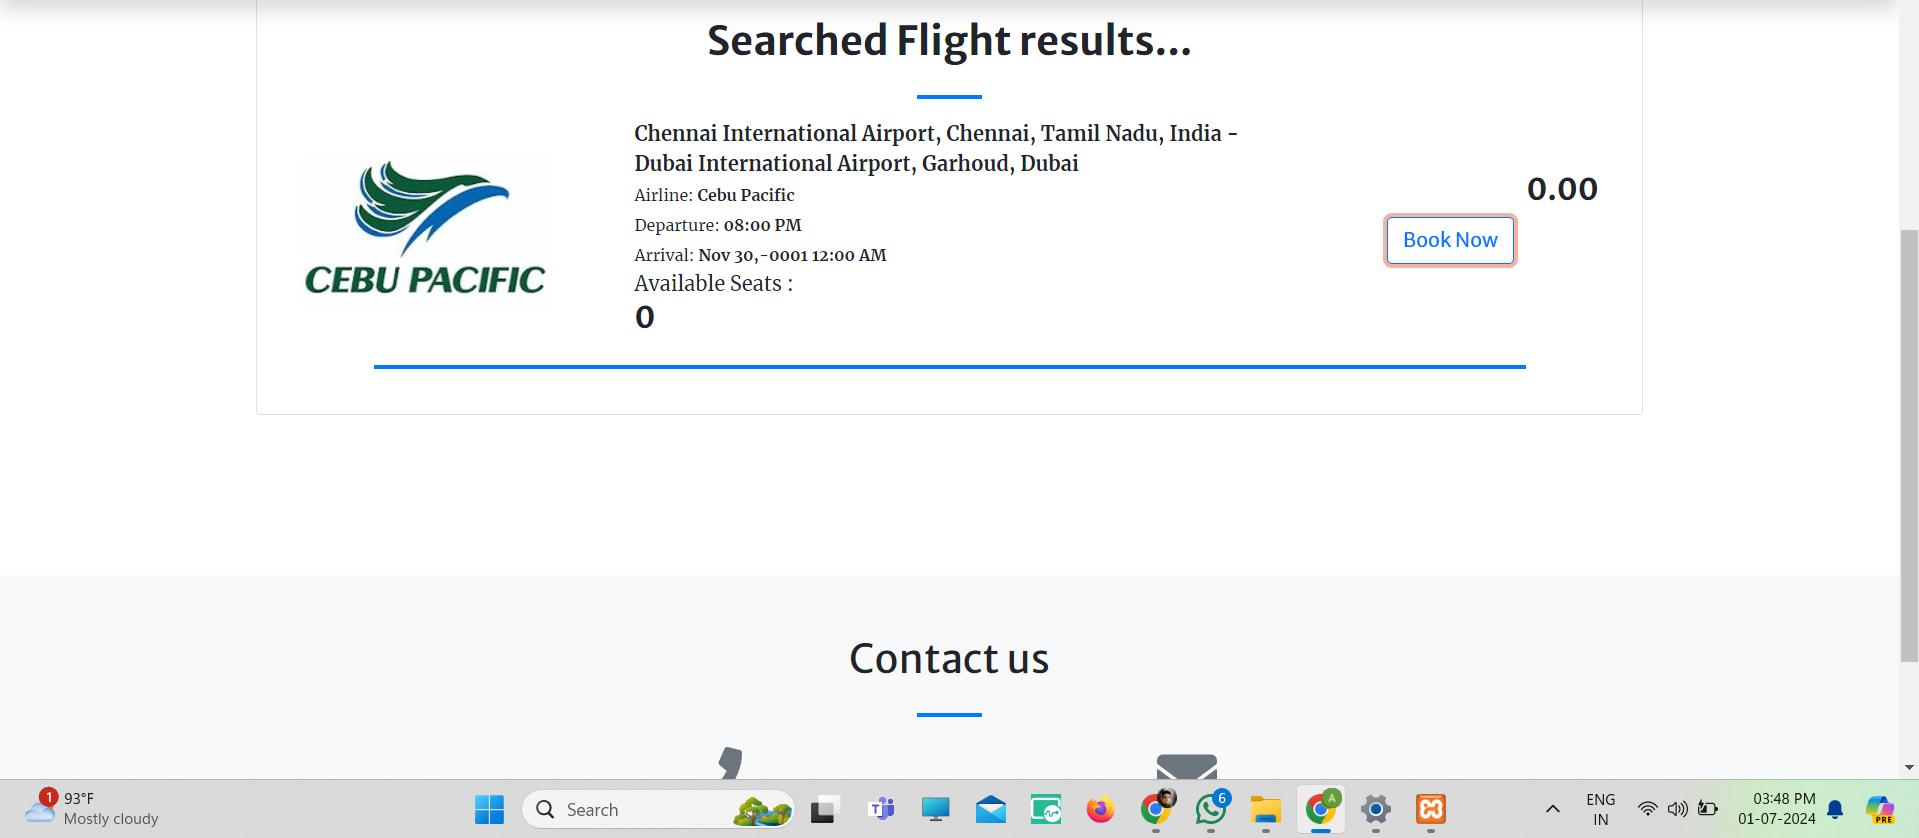 Searched Flight results...
Chennai International Airport, Chennai, Tamil Nadu, India -
Dubai International Airport, Garhoud, Dubai
Airline: Cebu Pacific
Departure: 08:00 PM
Arrival: Nov 30,-0001 12:00 AM
Available Seats :
0
0.00
Book Now
CEBU PACIFIC
Contact us
1
93°F
Mostly cloudy
Search
T
6
A
ENG
IN
03:48 PM
01-07-2024
PRE